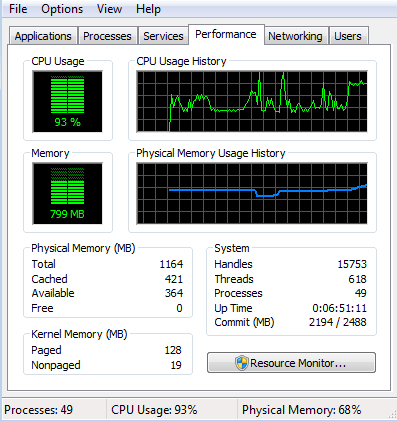 File Options View Help
Applications Processes Services Performance Networking Users
CPU Usage CPU Usage History
93 %
Memory Physical Memory Usage History
799 MB
Physical Memory (MB)
Total 1164
Cached 421
Available 364
Free 0
Kernel Memory (MB)
Paged 128
Nonpaged 19
System
Handles 15753
Threads 618
Processes 49
Up Time 0:06:51:11
Commit (MB) 2194 / 2488
Resource Monitor...
Processes: 49 CPU Usage: 93% Physical Memory: 68%